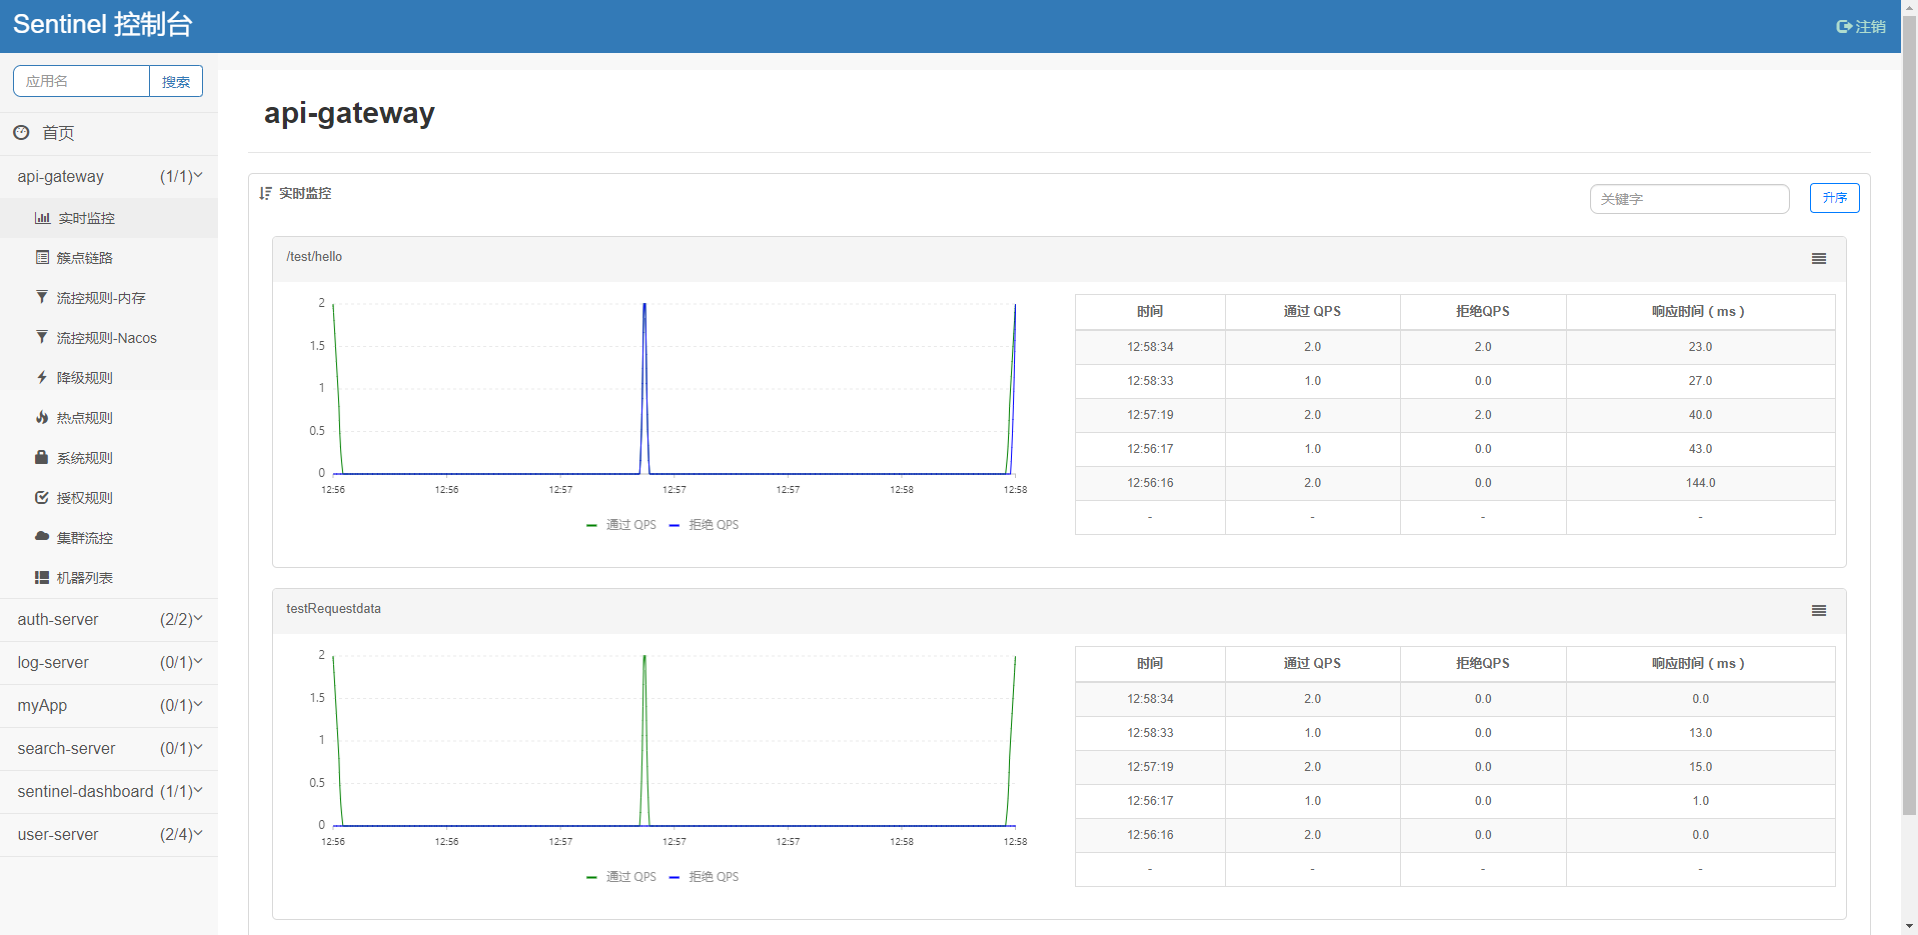 Sentinel 控制台
注销
应用名 搜索
首页
api-gateway (1/1)
实时监控
簇点链路
流控规则-内存
流控规则-Nacos
降级规则
热点规则
系统规则
授权规则
集群流控
机器列表
auth-server (2/2)
log-server (0/1)
myApp (0/1)
search-server (0/1)
sentinel-dashboard (1/1)
user-server (2/4)
api-gateway
实时监控
关键字 升序
/test/hello
2
1.5
1
0.5
0
12:56 12:56 12:57 12:57 12:57 12:58 12:58
通过 QPS 拒绝 QPS
时间 通过 QPS 拒绝QPS 响应时间（ms）
12:58:34 2.0 2.0 23.0
12:58:33 1.0 0.0 27.0
12:57:19 2.0 2.0 40.0
12:56:17 1.0 0.0 43.0
12:56:16 2.0 0.0 144.0
- - - -
testRequestdata
2
1.5
1
0.5
0
12:56 12:56 12:57 12:57 12:57 12:58 12:58
通过 QPS 拒绝 QPS
时间 通过 QPS 拒绝QPS 响应时间（ms）
12:58:34 2.0 0.0 0.0
12:58:33 1.0 0.0 13.0
12:57:19 2.0 0.0 15.0
12:56:17 1.0 0.0 1.0
12:56:16 2.0 0.0 0.0
- - - -